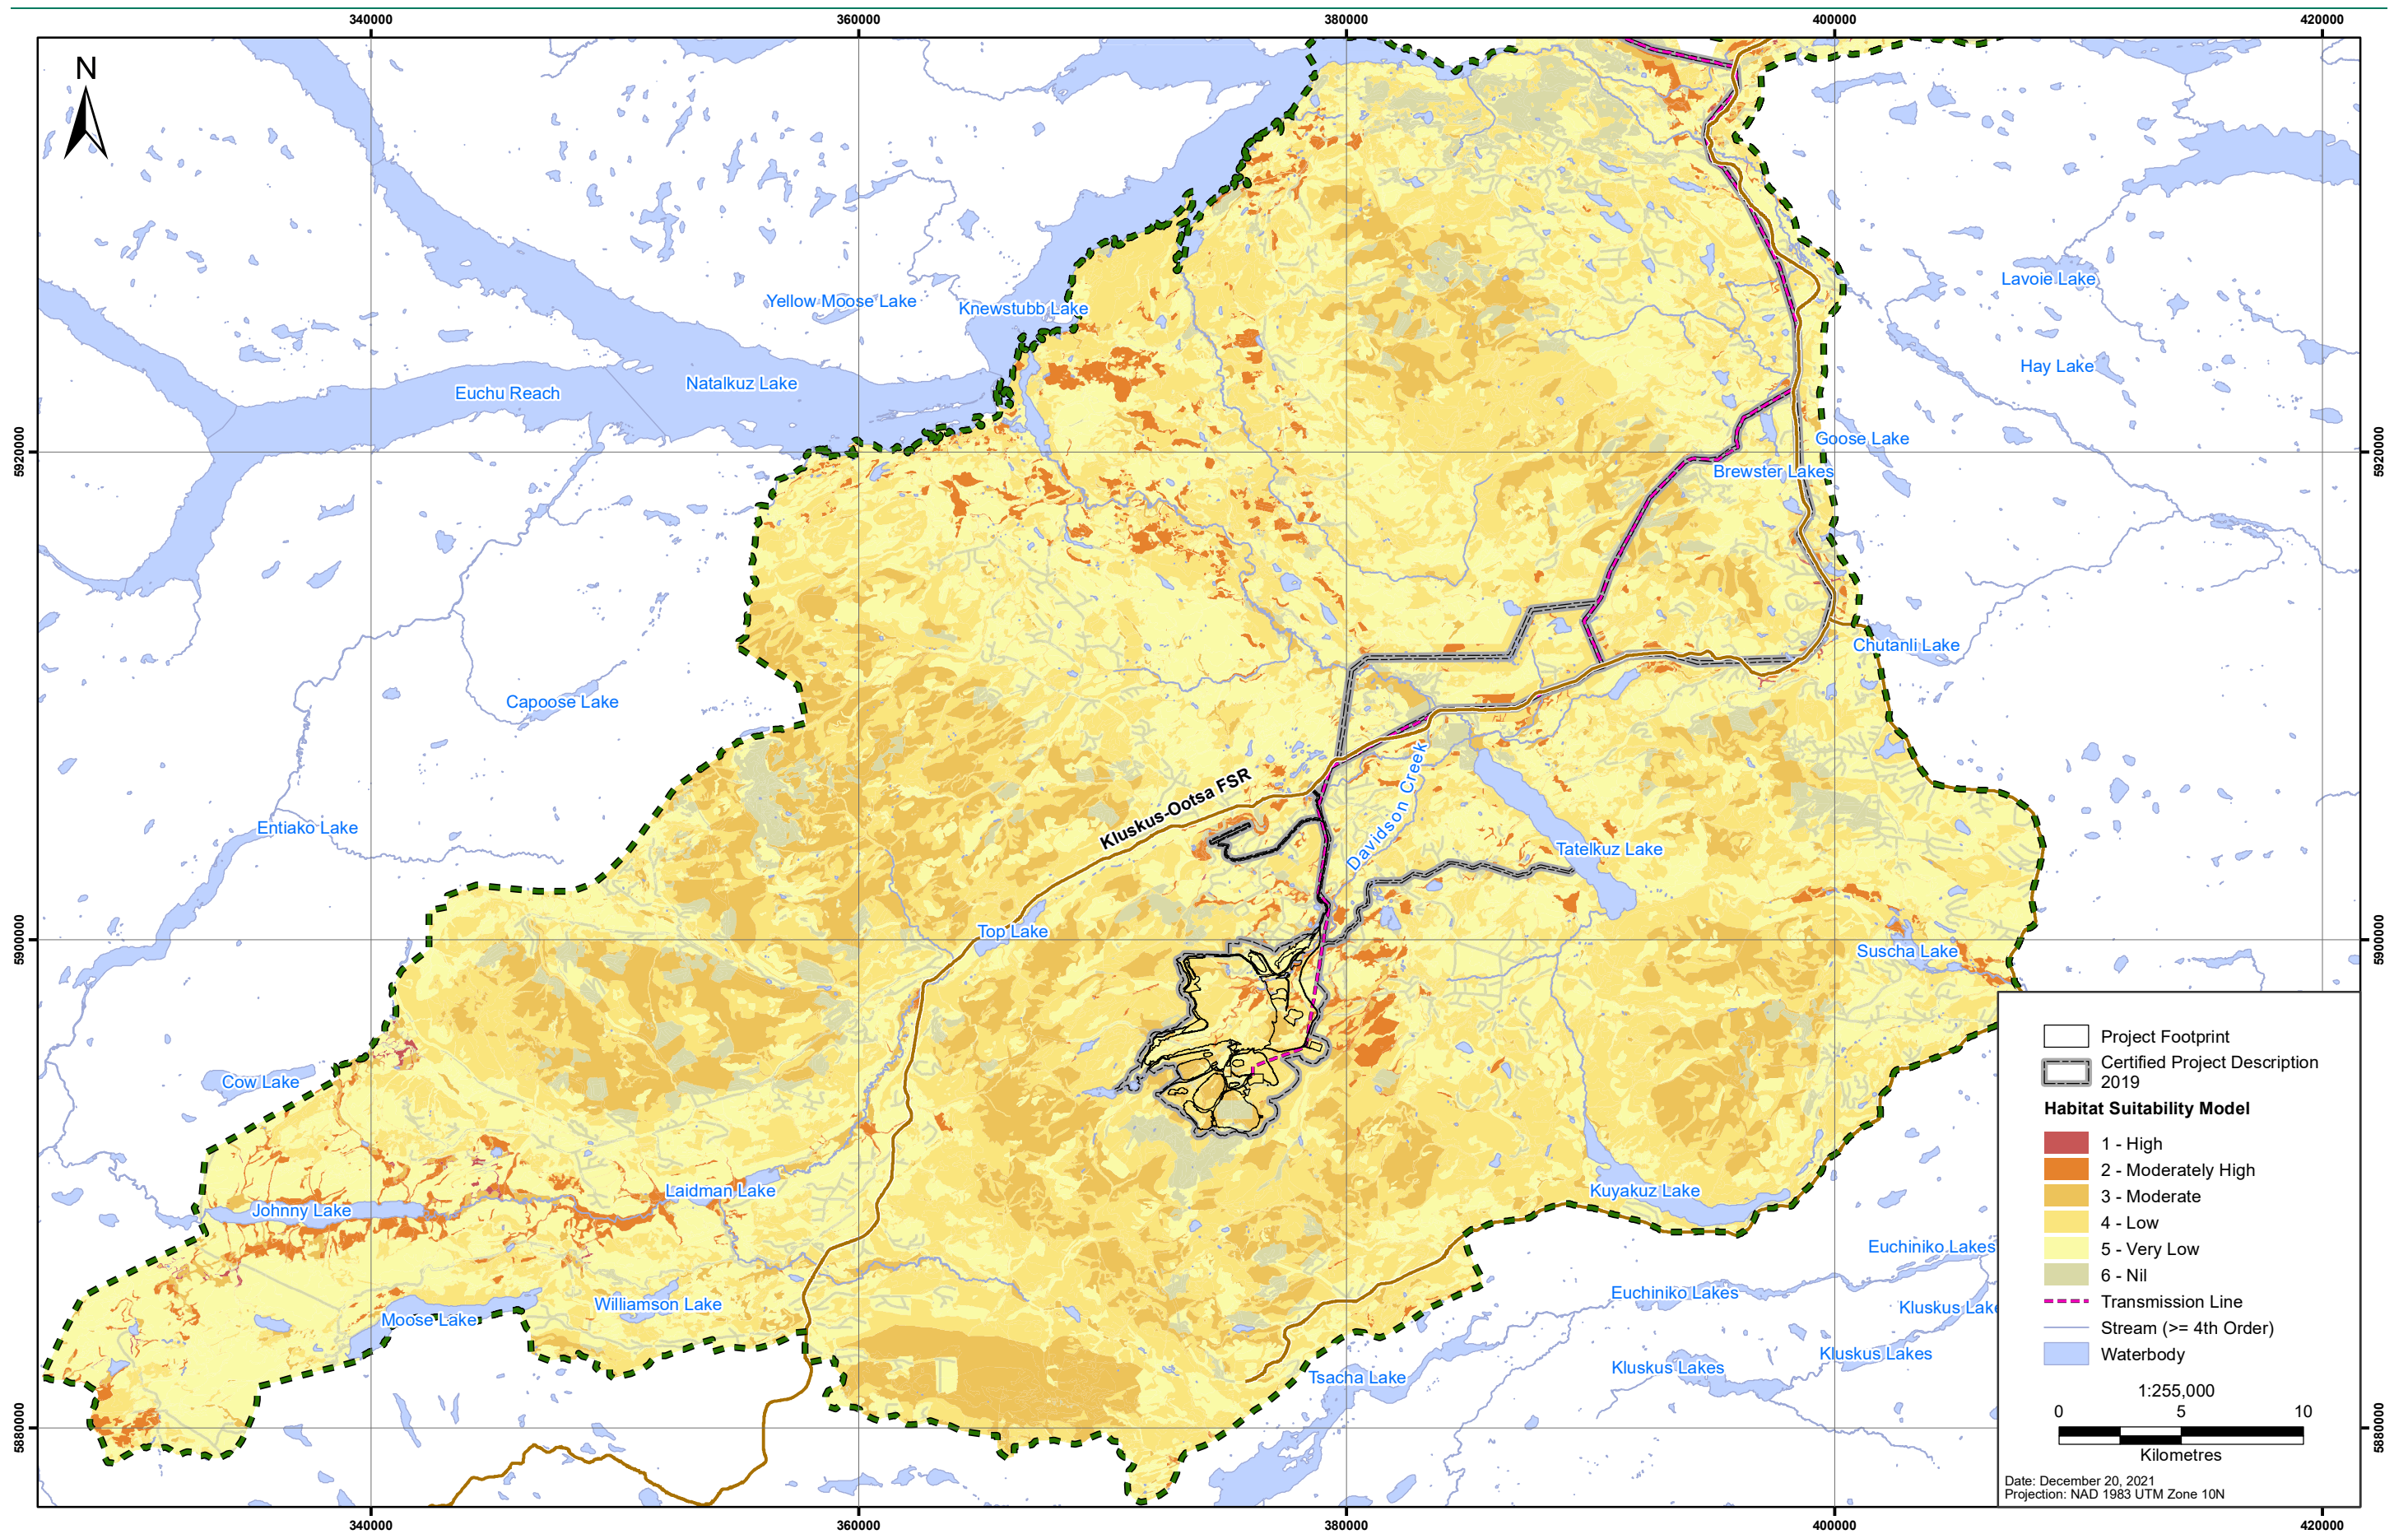 340000
360000
380000
400000
420000
N
Yellow Moose Lake
Knewstubb Lake
Lavoie Lake
Hay Lake
Natalkuz Lake
Euchu Reach
5920000
5920000
Goose Lake
Brewster Lakes
Chutanli Lake
Capoose Lake
Kluskus-Ootsa FSR
Davidson Creek
Entiako Lake
Tatelkuz Lake
Top Lake
5900000
5900000
Suscha Lake
Cow Lake
Laidman Lake
Johnny Lake
Kuyakuz Lake
Euchiniko Lakes
Euchiniko Lakes
Williamson Lake
Moose Lake
Kluskus Lake
Kluskus Lakes
Kluskus Lakes
Tsacha Lake
5880000
5880000
Project Footprint
Certified Project Description
2019
Habitat Suitability Model
1 - High
2 - Moderately High
3 - Moderate
4 - Low
5 - Very Low
6 - Nil
Transmission Line
Stream (>= 4th Order)
Waterbody
1:255,000
0 5 10
Kilometres
Date: December 20, 2021
Projection: NAD 1983 UTM Zone 10N
340000
360000
380000
400000
420000